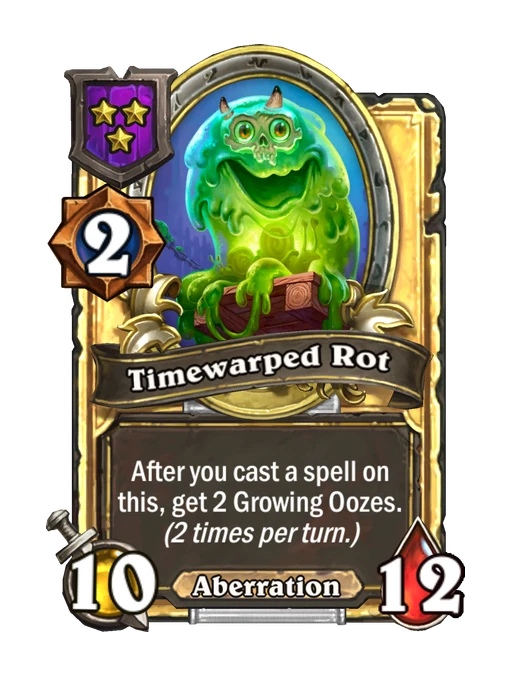 2
Timewarped Rot
After you cast a spell on
this, get 2 Growing Oozes.
(2 times per turn.)
10
Aberration
12